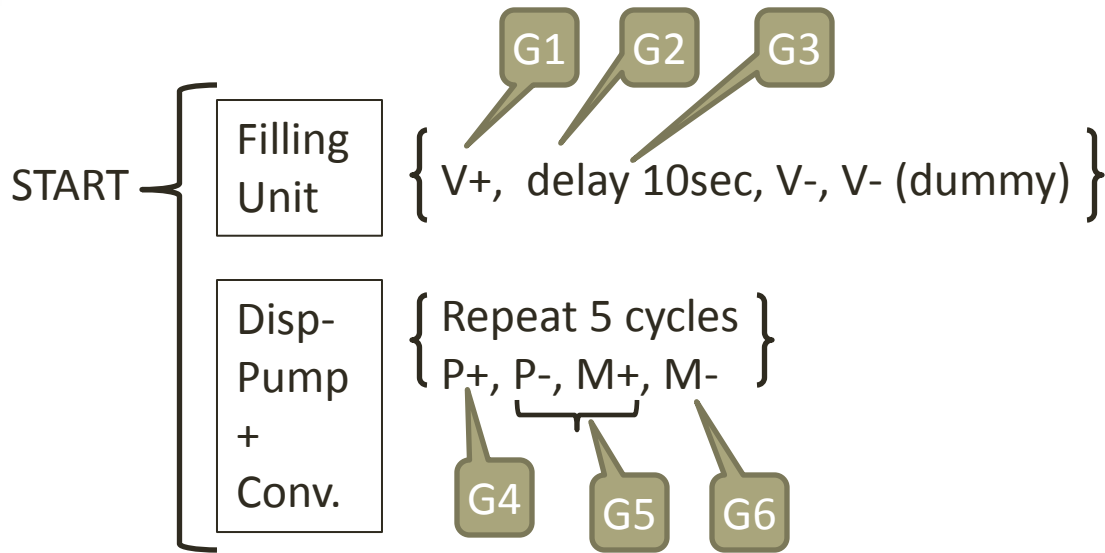 G1 G2 G3
START
Filling
Unit
V+, delay 10sec, V-, V- (dummy)
Disp-
Pump
+
Conv.
Repeat 5 cycles
P+, P-, M+, M-
G4 G5 G6